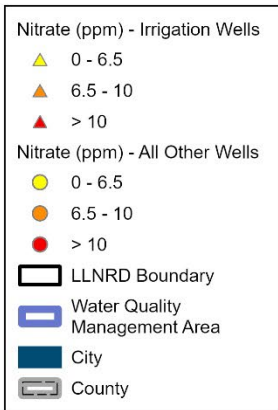 Nitrate (ppm) - Irrigation Wells
0 - 6.5
6.5 - 10
> 10
Nitrate (ppm) - All Other Wells
0 - 6.5
6.5 - 10
> 10
LLNRD Boundary
Water Quality
Management Area
City
County